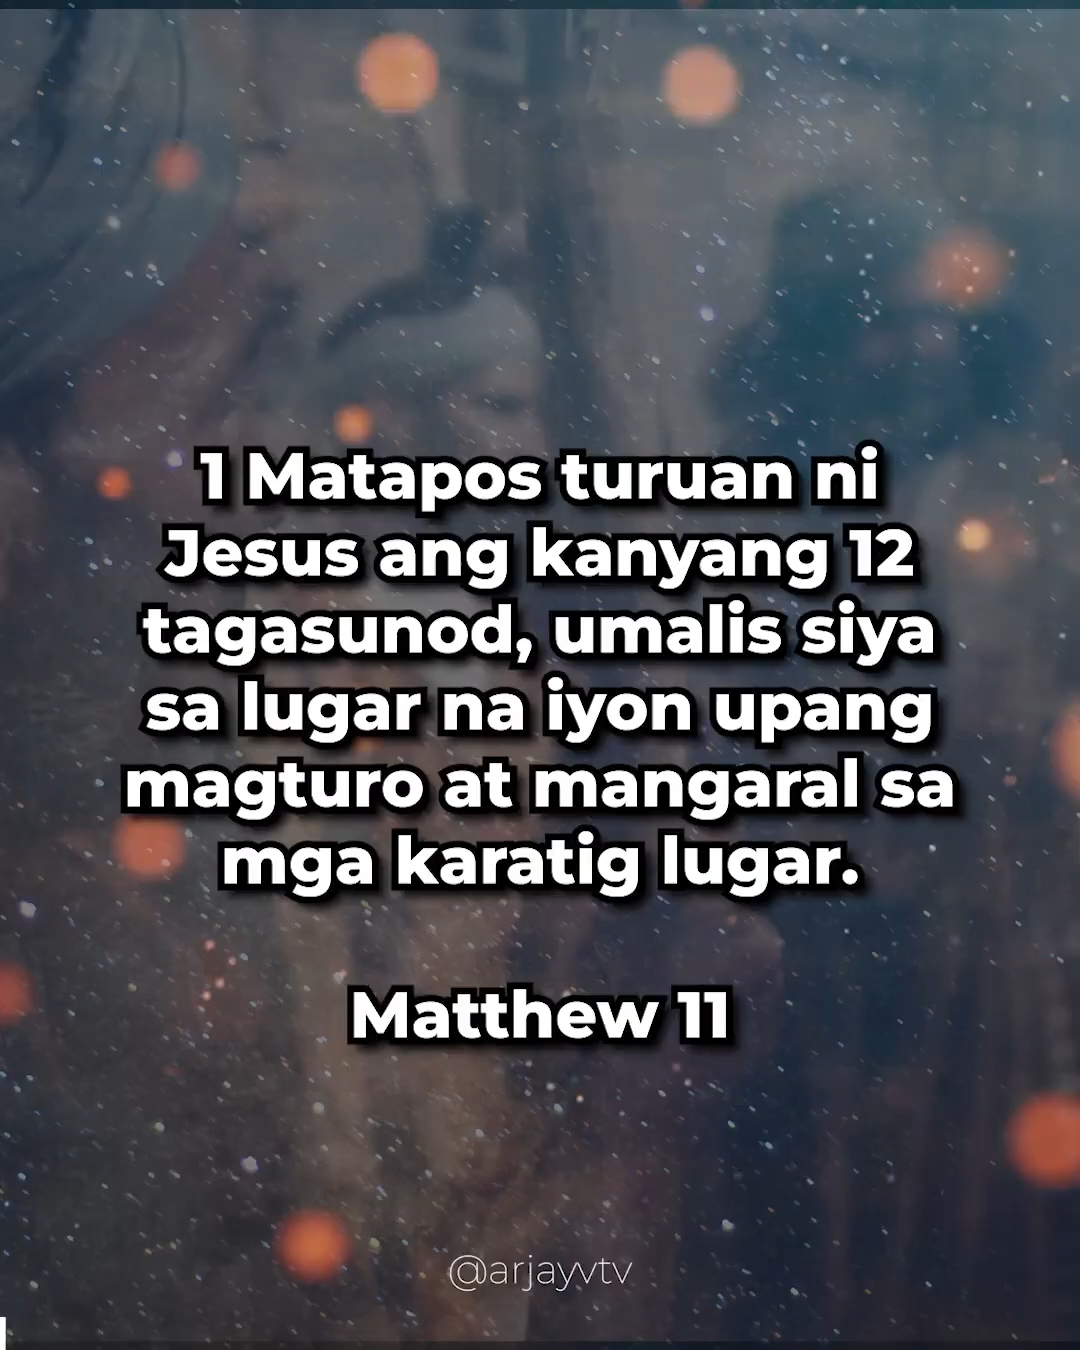 1 Matapos turuan ni
Jesus ang kanyang 12
tagasunod, umalis siya
sa lugar na iyon upang
magturo at mangaral sa
mga karatig lugar.
Matthew 11
@arjayvtv